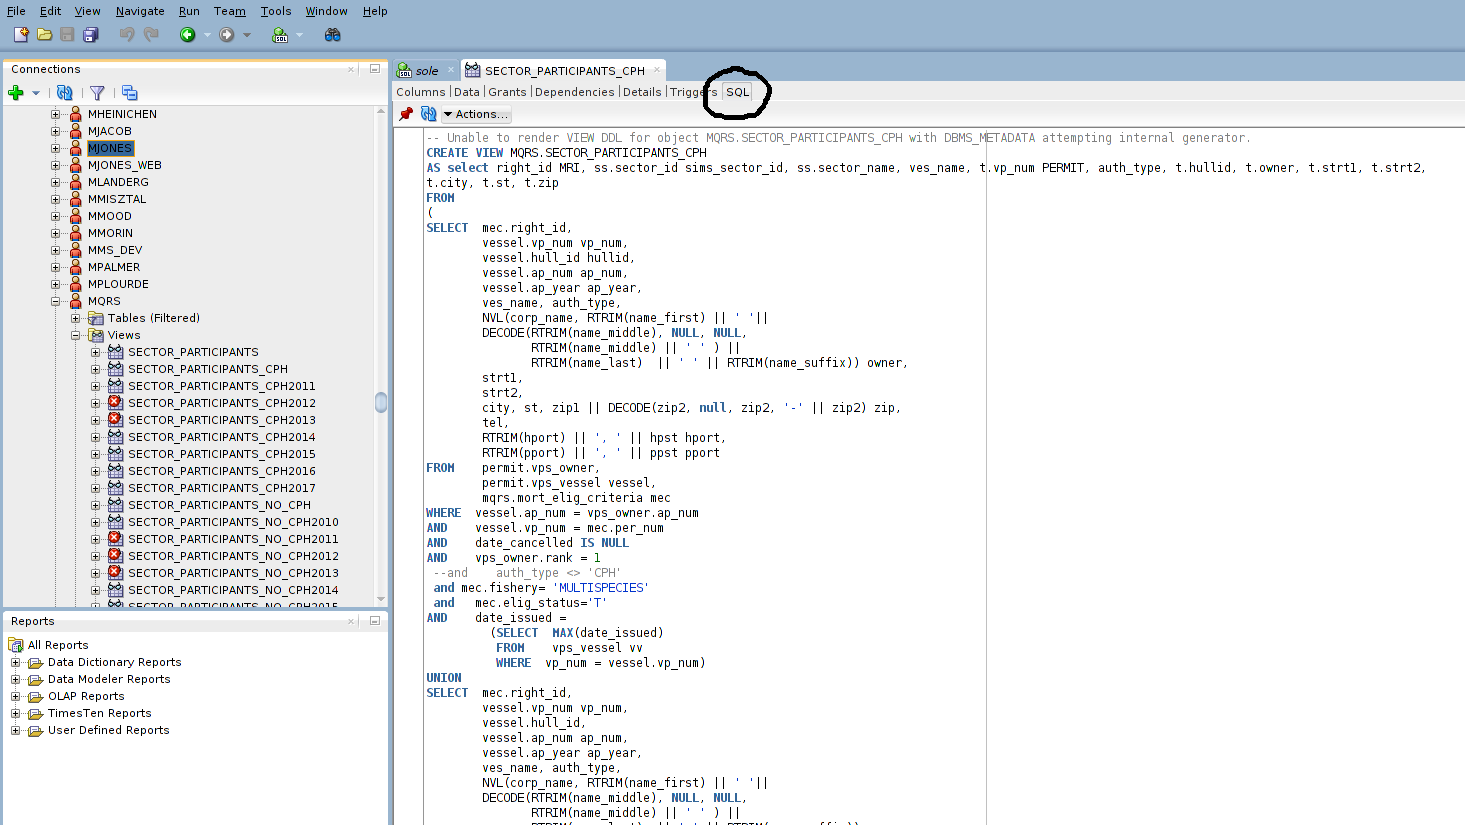 File Edit View Navigate Run Team Tools Window Help
Connections
MHEINICHEN
MJACOB
MJONES
MJONES_WEB
MLANDERG
MMISZTAL
MMOOD
MMORIN
MMS_DEV
MPALMER
MPLOURDE
MQRS
Tables (Filtered)
Views
SECTOR_PARTICIPANTS
SECTOR_PARTICIPANTS_CPH
SECTOR_PARTICIPANTS_CPH2011
SECTOR_PARTICIPANTS_CPH2012
SECTOR_PARTICIPANTS_CPH2013
SECTOR_PARTICIPANTS_CPH2014
SECTOR_PARTICIPANTS_CPH2015
SECTOR_PARTICIPANTS_CPH2016
SECTOR_PARTICIPANTS_CPH2017
SECTOR_PARTICIPANTS_NO_CPH
SECTOR_PARTICIPANTS_NO_CPH2010
SECTOR_PARTICIPANTS_NO_CPH2011
SECTOR_PARTICIPANTS_NO_CPH2012
SECTOR_PARTICIPANTS_NO_CPH2013
SECTOR_PARTICIPANTS_NO_CPH2014
SECTOR_PARTICIPANTS_NO_CPH2015
Reports
All Reports
Data Dictionary Reports
Data Modeler Reports
OLAP Reports
TimesTen Reports
User Defined Reports
sole SECTOR_PARTICIPANTS_CPH
Columns | Data | Grants | Dependencies | Details | Triggers SQL
Actions...
-- Unable to render VIEW DDL for object MQRS.SECTOR_PARTICIPANTS_CPH with DBMS_METADATA attempting internal generator.
CREATE VIEW MQRS.SECTOR_PARTICIPANTS_CPH
AS select right_id MRI, ss.sector_id sims_sector_id, ss.sector_name, ves_name, t.vp_num PERMIT, auth_type, t.hullid, t.owner, t.strt1, t.strt2,
t.city, t.st, t.zip
FROM
(
SELECT mec.right_id,
vessel.vp_num vp_num,
vessel.hull_id hullid,
vessel.ap_num ap_num,
vessel.ap_year ap_year,
ves_name, auth_type,
NVL(corp_name, RTRIM(name_first) || ' '||
DECODE(RTRIM(name_middle), NULL, NULL,
RTRIM(name_middle) || ' ' ) ||
RTRIM(name_last) || ' ' || RTRIM(name_suffix)) owner,
strt1,
strt2,
city, st, zip1 || DECODE(zip2, null, zip2, '-' || zip2) zip,
tel,
RTRIM(hport) || ', ' || hpst hport,
RTRIM(pport) || ', ' || ppst pport
FROM permit.vps_owner,
permit.vps_vessel vessel,
mqrs.mort_elig_criteria mec
WHERE vessel.ap_num = vps_owner.ap_num
AND vessel.vp_num = mec.per_num
AND date_cancelled IS NULL
AND vps_owner.rank = 1
--and auth_type <> 'CPH'
and mec.fishery= 'MULTISPECIES'
and mec.elig_status='T'
AND date_issued =
(SELECT MAX(date_issued)
FROM vps_vessel vv
WHERE vp_num = vessel.vp_num)
UNION
SELECT mec.right_id,
vessel.vp_num vp_num,
vessel.hull_id,
vessel.ap_num ap_num,
vessel.ap_year ap_year,
ves_name, auth_type,
NVL(corp_name, RTRIM(name_first) || ' '||
DECODE(RTRIM(name_middle), NULL, NULL,
RTRIM(name_middle) || ' ' ) ||